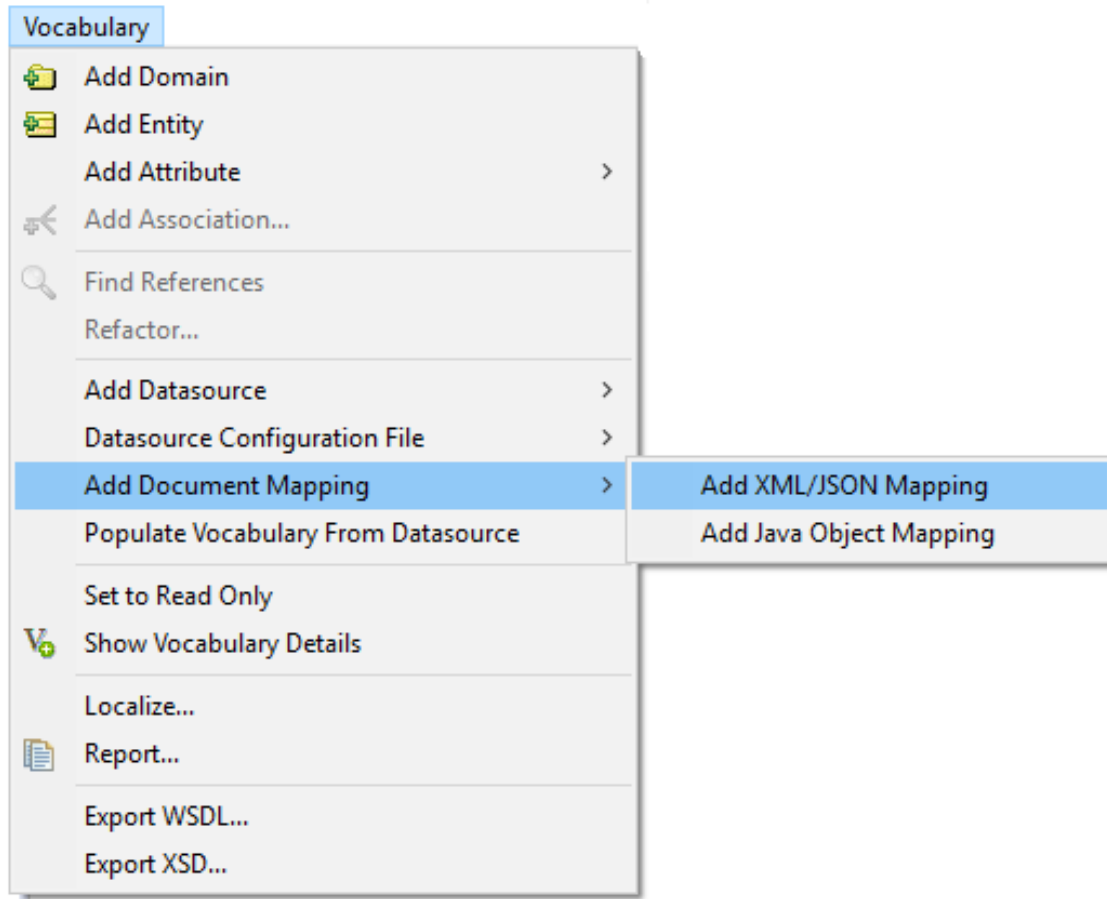 Vocabulary
Add Domain
Add Entity
Add Attribute
Add Association...
Find References
Refactor...
Add Datasource
Datasource Configuration File
Add Document Mapping
Add XML/JSON Mapping
Populate Vocabulary From Datasource
Add Java Object Mapping
Set to Read Only
Show Vocabulary Details
Localize...
Report...
Export WSDL...
Export XSD...